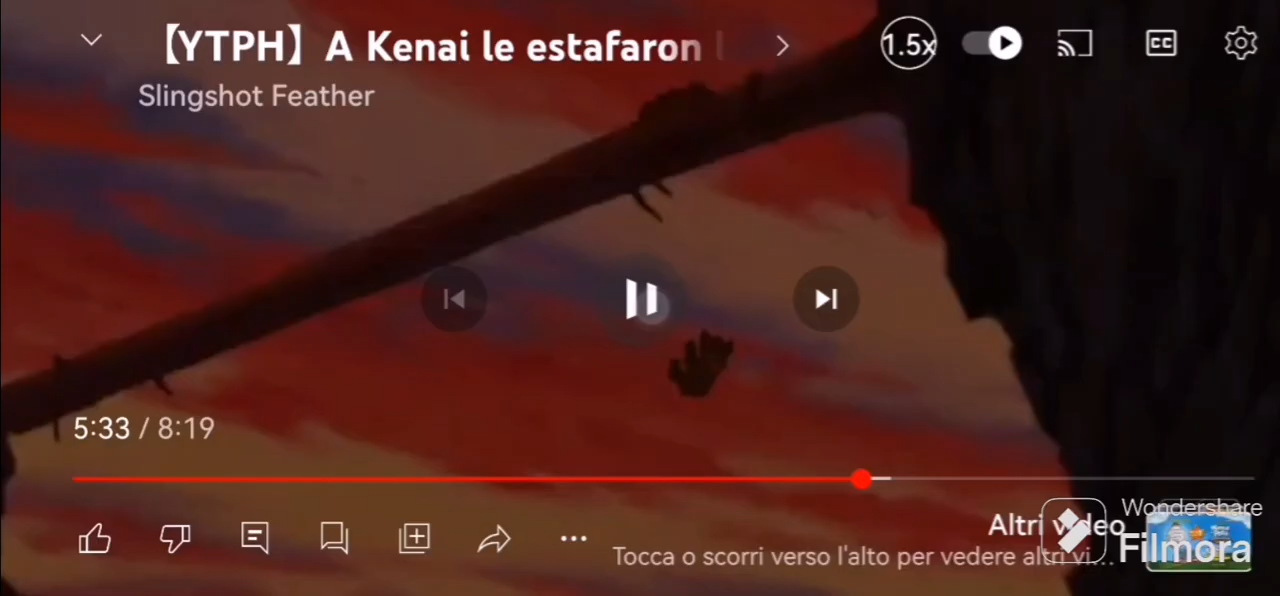 【YTPH】 A Kenai le estafaron
1.5x
CC
Slingshot Feather
5:33 / 8:19
Wondershare
Filmora
Altri video
Tocca o scorri verso l'alto per vedere altri vi...